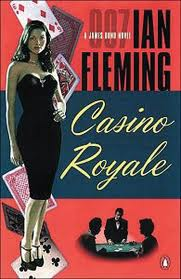 007
A JAMES BOND NOVEL
IAN
FLEMING
Casino
Royale